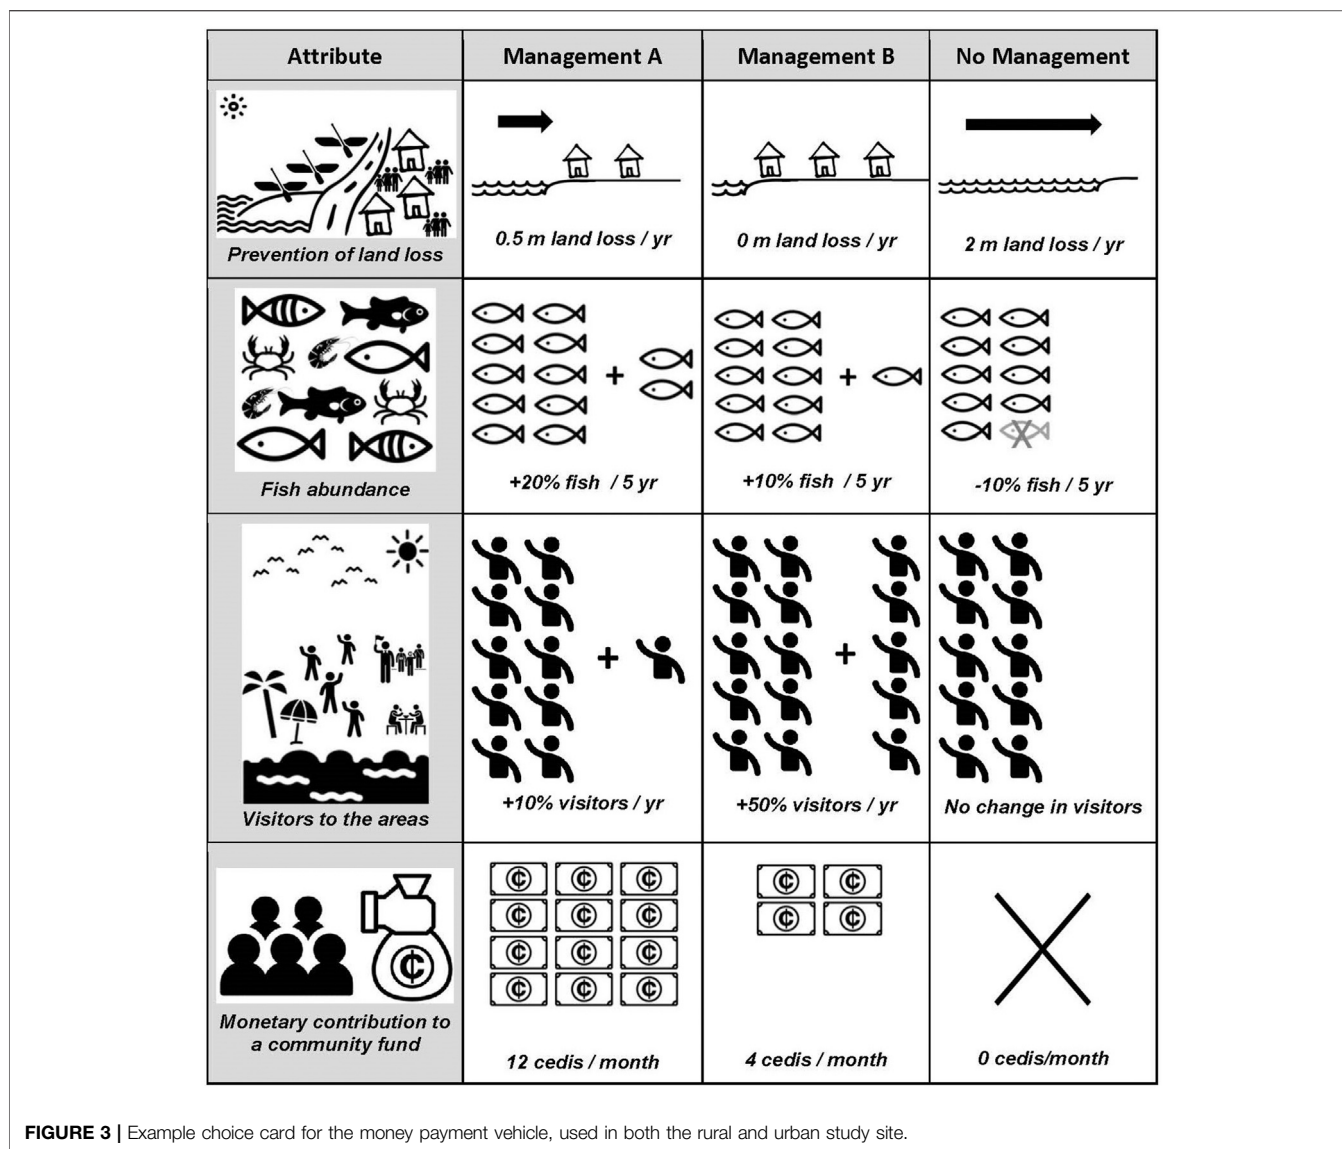 Attribute
Management A
Management B
No Management
Prevention of land loss
0.5 m land loss / yr
0 m land loss / yr
2 m land loss / yr
Fish abundance
+
+20% fish / 5 yr
+
+10% fish / 5 yr
-10% fish / 5 yr
Visitors to the areas
+
+10% visitors / yr
+
+50% visitors / yr
No change in visitors
Monetary contribution to
a community fund
12 cedis / month
4 cedis / month
0 cedis/month
FIGURE 3 | Example choice card for the money payment vehicle, used in both the rural and urban study site.